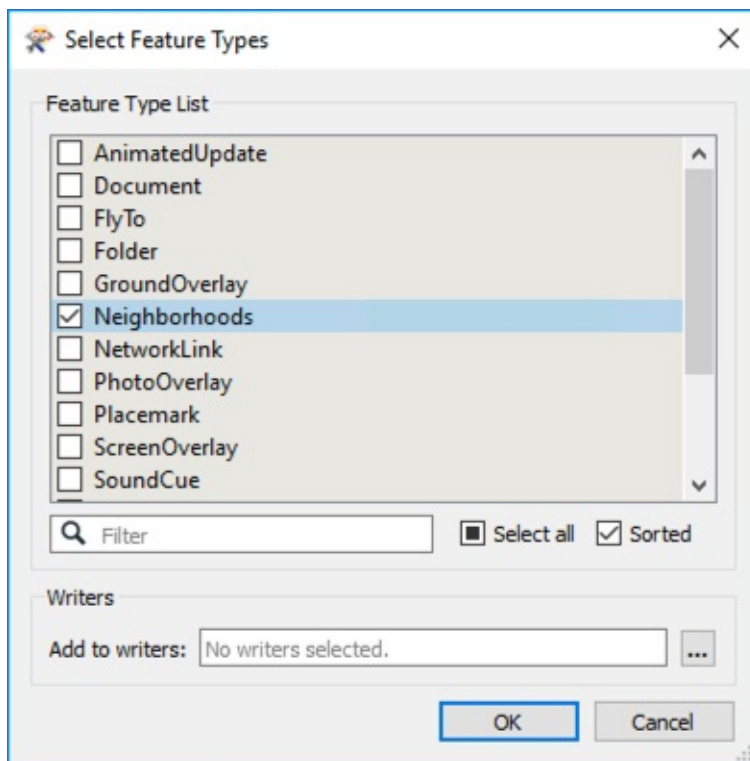 Select Feature Types
Feature Type List
AnimatedUpdate
Document
FlyTo
Folder
GroundOverlay
Neighborhoods
NetworkLink
PhotoOverlay
Placemark
ScreenOverlay
SoundCue
Filter
Select all
Sorted
Writers
Add to writers: No writers selected. ...
OK
Cancel